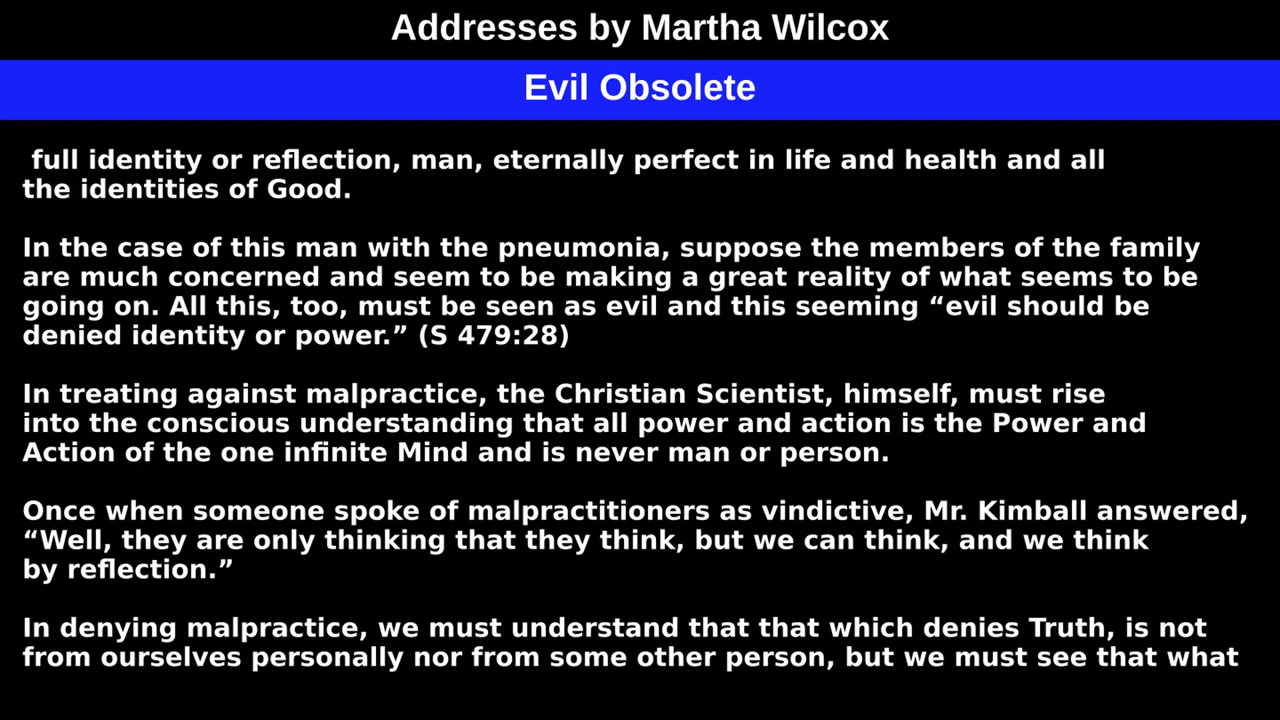 Addresses by Martha Wilcox
Evil Obsolete
full identity or reflection, man, eternally perfect in life and health and all
the identities of Good.
In the case of this man with the pneumonia, suppose the members of the family
are much concerned and seem to be making a great reality of what seems to be
going on. All this, too, must be seen as evil and this seeming “evil should be
denied identity or power.” (S 479:28)
In treating against malpractice, the Christian Scientist, himself, must rise
into the conscious understanding that all power and action is the Power and
Action of the one infinite Mind and is never man or person.
Once when someone spoke of malpractitioners as vindictive, Mr. Kimball answered,
“Well, they are only thinking that they think, but we can think, and we think
by reflection.”
In denying malpractice, we must understand that that which denies Truth, is not
from ourselves personally nor from some other person, but we must see that what